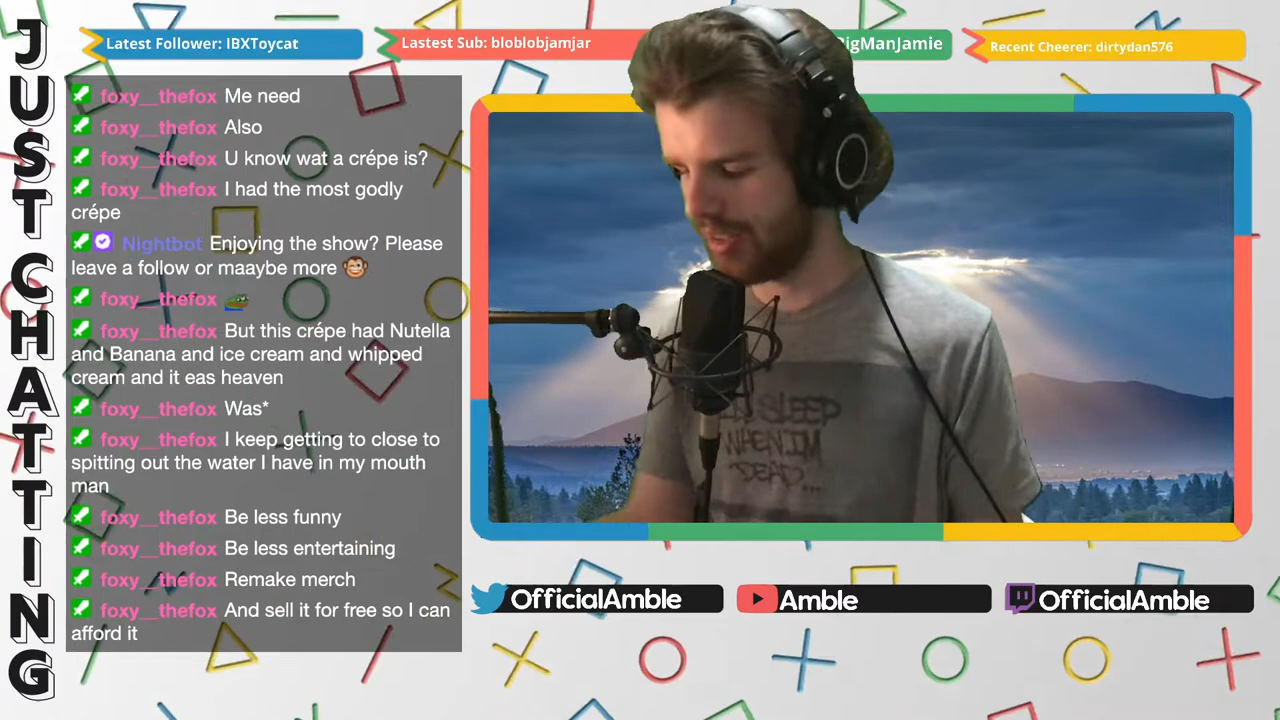 JUST CHATTING
Latest Follower: IBXToycat
Lastest Sub: bloblobjamjar
BigManJamie
Recent Cheerer: dirtydan576
foxy__thefox Me need
foxy__thefox Also
foxy__thefox U know wat a crépe is?
foxy__thefox I had the most godly
crépe
Nightbot Enjoying the show? Please
leave a follow or maaybe more
foxy__thefox
foxy__thefox But this crépe had Nutella
and Banana and ice cream and whipped
cream and it eas heaven
foxy__thefox Was*
foxy__thefox I keep getting to close to
spitting out the water I have in my mouth
man
foxy__thefox Be less funny
foxy__thefox Be less entertaining
foxy__thefox Remake merch
foxy__thefox And sell it for free so I can
afford it
SLEEP
WHEN I'M
DEAD...
OfficialAmble
Amble
OfficialAmble